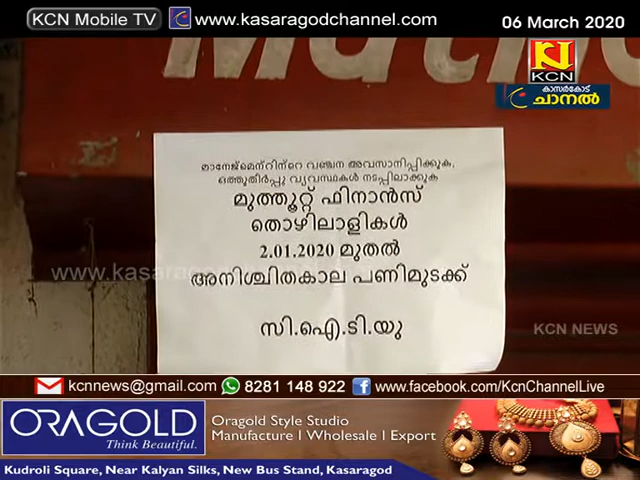 KCN Mobile TV
www.kasaragodchannel.com
06 March 2020
KCN
കാസർകോട്
ചാനൽ
Muth
മാനേജ്മെന്റിന്റെ വഞ്ചന അവസാനിപ്പിക്കുക,
ഒത്തുതീർപ്പു വ്യവസ്ഥകൾ നടപ്പിലാക്കുക
മുത്തൂറ്റ് ഫിനാൻസ്
തൊഴിലാളികൾ
2.01.2020 മുതൽ
അനിശ്ചിതകാല പണിമുടക്ക്
സി.ഐ.ടി.യു
KCN NEWS
kcnnews@gmail.com 8281 148 922 www.facebook.com/KcnChannelLive
ORAGOLD
Think Beautiful.
Oragold Style Studio
Manufacture I Wholesale I Export
Kudroli Square, Near Kalyan Silks, New Bus Stand, Kasaragod